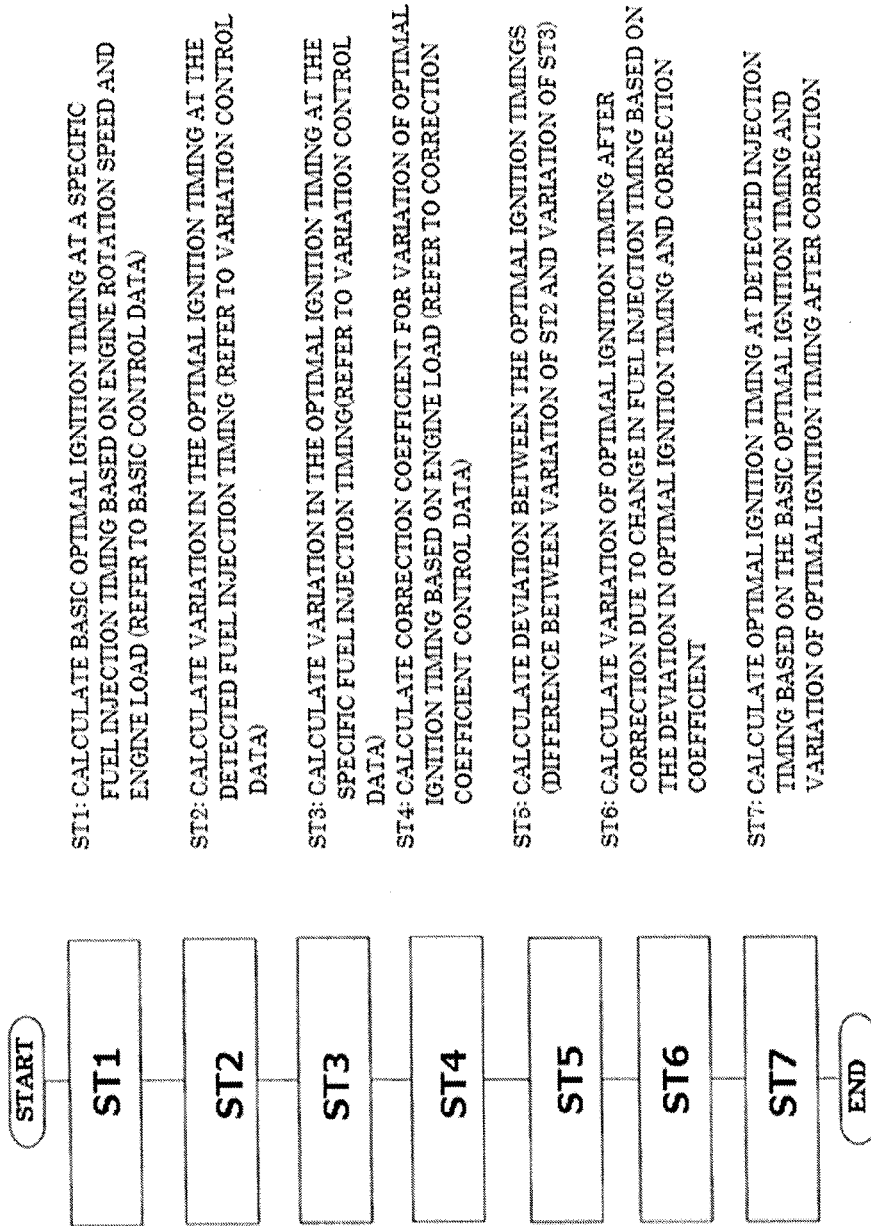 START
ST1
ST2
ST3
ST4
ST5
ST6
ST7
END
ST1: CALCULATE BASIC OPTIMAL IGNITION TIMING AT A SPECIFIC
FUEL INJECTION TIMING BASED ON ENGINE ROTATION SPEED AND
ENGINE LOAD (REFER TO BASIC CONTROL DATA)
ST2: CALCULATE VARIATION IN THE OPTIMAL IGNITION TIMING AT THE
DETECTED FUEL INJECTION TIMING (REFER TO VARIATION CONTROL
DATA)
ST3: CALCULATE VARIATION IN THE OPTIMAL IGNITION TIMING AT THE
SPECIFIC FUEL INJECTION TIMING(REFER TO VARIATION CONTROL
DATA)
ST4: CALCULATE CORRECTION COEFFICIENT FOR VARIATION OF OPTIMAL
IGNITION TIMING BASED ON ENGINE LOAD (REFER TO CORRECTION
COEFFICIENT CONTROL DATA)
ST5: CALCULATE DEVIATION BETWEEN THE OPTIMAL IGNITION TIMINGS
(DIFFERENCE BETWEEN VARIATION OF ST2 AND VARIATION OF ST3)
ST6: CALCULATE VARIATION OF OPTIMAL IGNITION TIMING AFTER
CORRECTION DUE TO CHANGE IN FUEL INJECTION TIMING BASED ON
THE DEVIATION IN OPTIMAL IGNITION TIMING AND CORRECTION
COEFFICIENT
ST7: CALCULATE OPTIMAL IGNITION TIMING AT DETECTED INJECTION
TIMING BASED ON THE BASIC OPTIMAL IGNITION TIMING AND
VARIATION OF OPTIMAL IGNITION TIMING AFTER CORRECTION